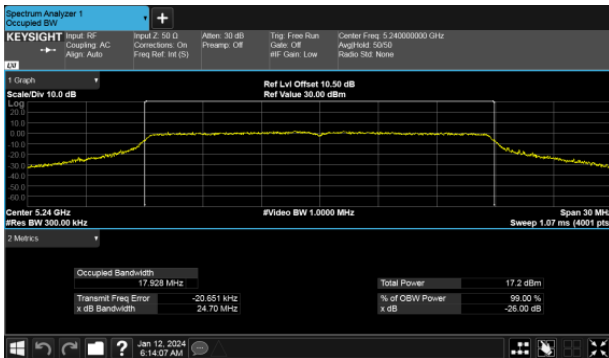 Spectrum Analyzer 1
Occupied BW
KEYSIGHT Input: RF Input Z: 50 Ω Atten: 30 dB Trig: Free Run Center Freq: 5.240000000 GHz
Coupling: AC Corrections: On Preamp: Off Gate: Off Avg|Hold: 50/50
Align: Auto Freq Ref: Int (S) #IF Gain: Low Radio Std: None
LXI
1 Graph
Ref Lvl Offset 10.50 dB
Scale/Div 10.0 dB Ref Value 30.00 dBm
Log
20.0
10.0
0.00
-10.0
-20.0
-30.0
-40.0
-50.0
-60.0
Center 5.24 GHz #Video BW 1.0000 MHz Span 30 MHz
#Res BW 300.00 kHz Sweep 1.07 ms (4001 pts
2 Metrics
Occupied Bandwidth
17.928 MHz Total Power 17.2 dBm
Transmit Freq Error -20.651 kHz % of OBW Power 99.00 %
x dB Bandwidth 24.70 MHz x dB -26.00 dB
Jan 12, 2024
6:14:07 AM